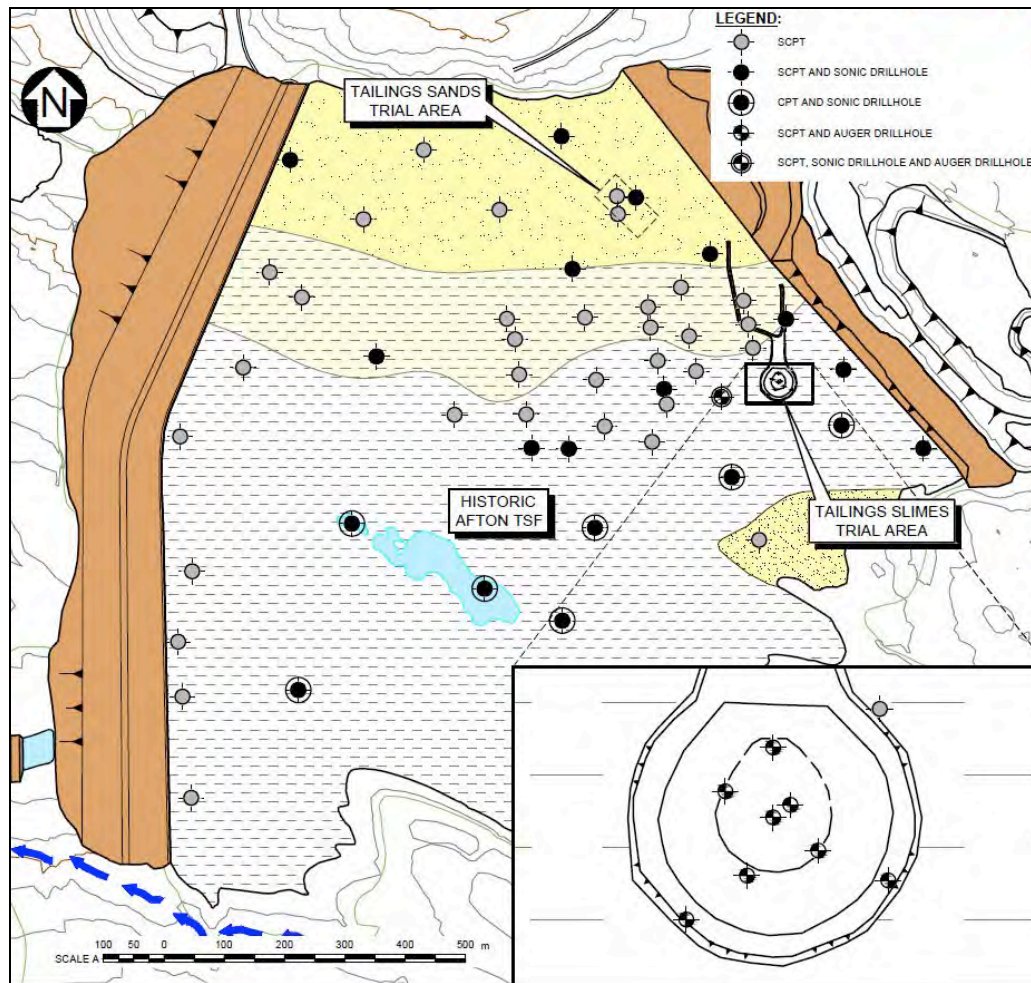 LEGEND:
SCPT
SCPT AND SONIC DRILLHOLE
CPT AND SONIC DRILLHOLE
SCPT AND AUGER DRILLHOLE
SCPT, SONIC DRILLHOLE AND AUGER DRILLHOLE
N
TAILINGS SANDS
TRIAL AREA
HISTORIC
AFTON TSF
TAILINGS SLIMES
TRIAL AREA
100 50 0 100 200 300 400 500 m
SCALE A